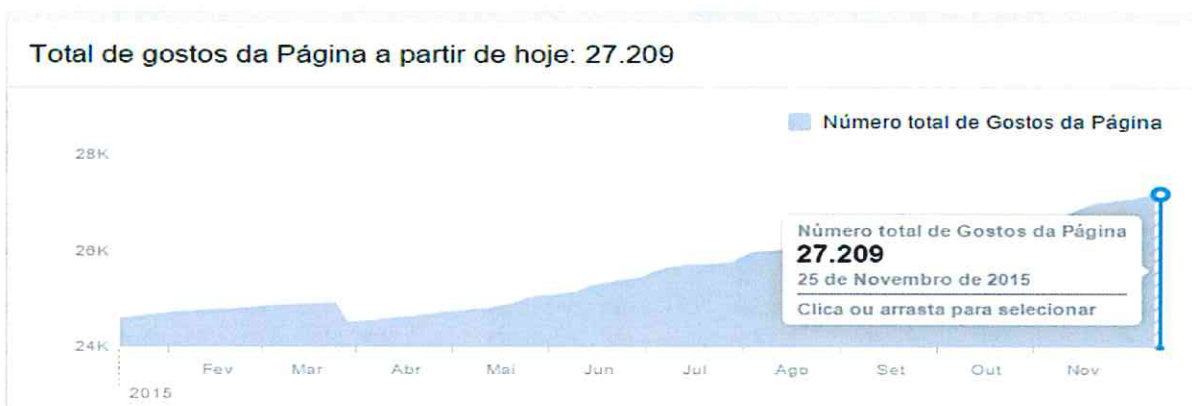 Total de gostos da Página a partir de hoje: 27.209
Número total de Gostos da Página
28K
26K
24K
Número total de Gostos da Página
27.209
25 de Novembro de 2015
Clica ou arrasta para selecionar
Fev Mar Abr Mai Jun Jul Ago Set Out Nov
2015